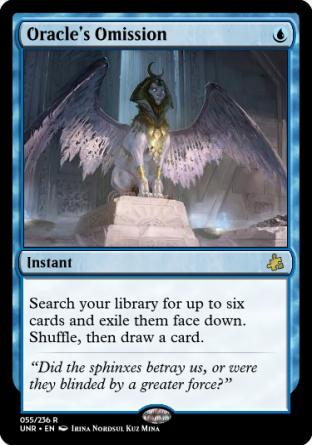 Oracle's Omission
Instant
Search your library for up to six
cards and exile them face down.
Shuffle, then draw a card.
"Did the sphinxes betray us, or were
they blinded by a greater force?"
055/236 R
UNR • EN Irina Nordsul Kuz Mina